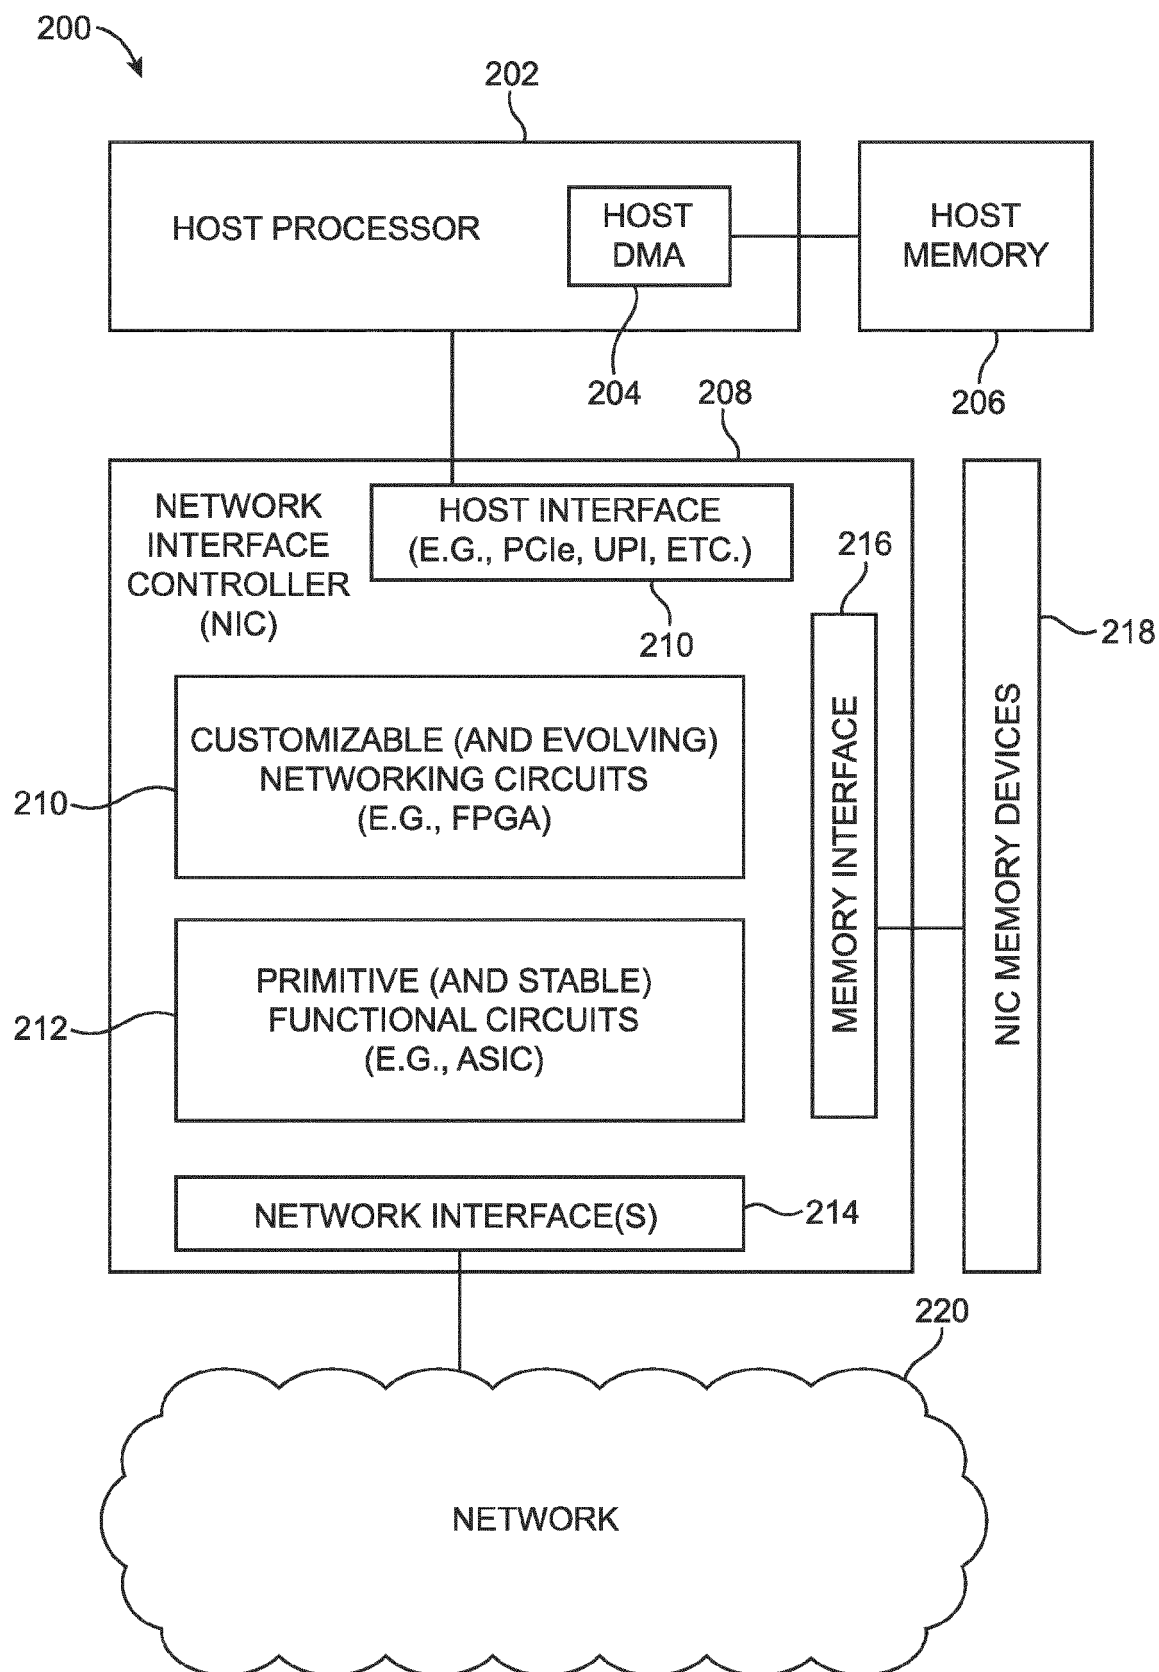 200
202
HOST PROCESSOR
HOST
DMA
HOST
MEMORY
204
206
208
NETWORK
INTERFACE
CONTROLLER
(NIC)
HOST INTERFACE
(E.G., PCIe, UPI, ETC.)
210
216
218
CUSTOMIZABLE (AND EVOLVING)
NETWORKING CIRCUITS
(E.G., FPGA)
210
MEMORY INTERFACE
NIC MEMORY DEVICES
PRIMITIVE (AND STABLE)
FUNCTIONAL CIRCUITS
(E.G., ASIC)
212
NETWORK INTERFACE(S)
214
220
NETWORK